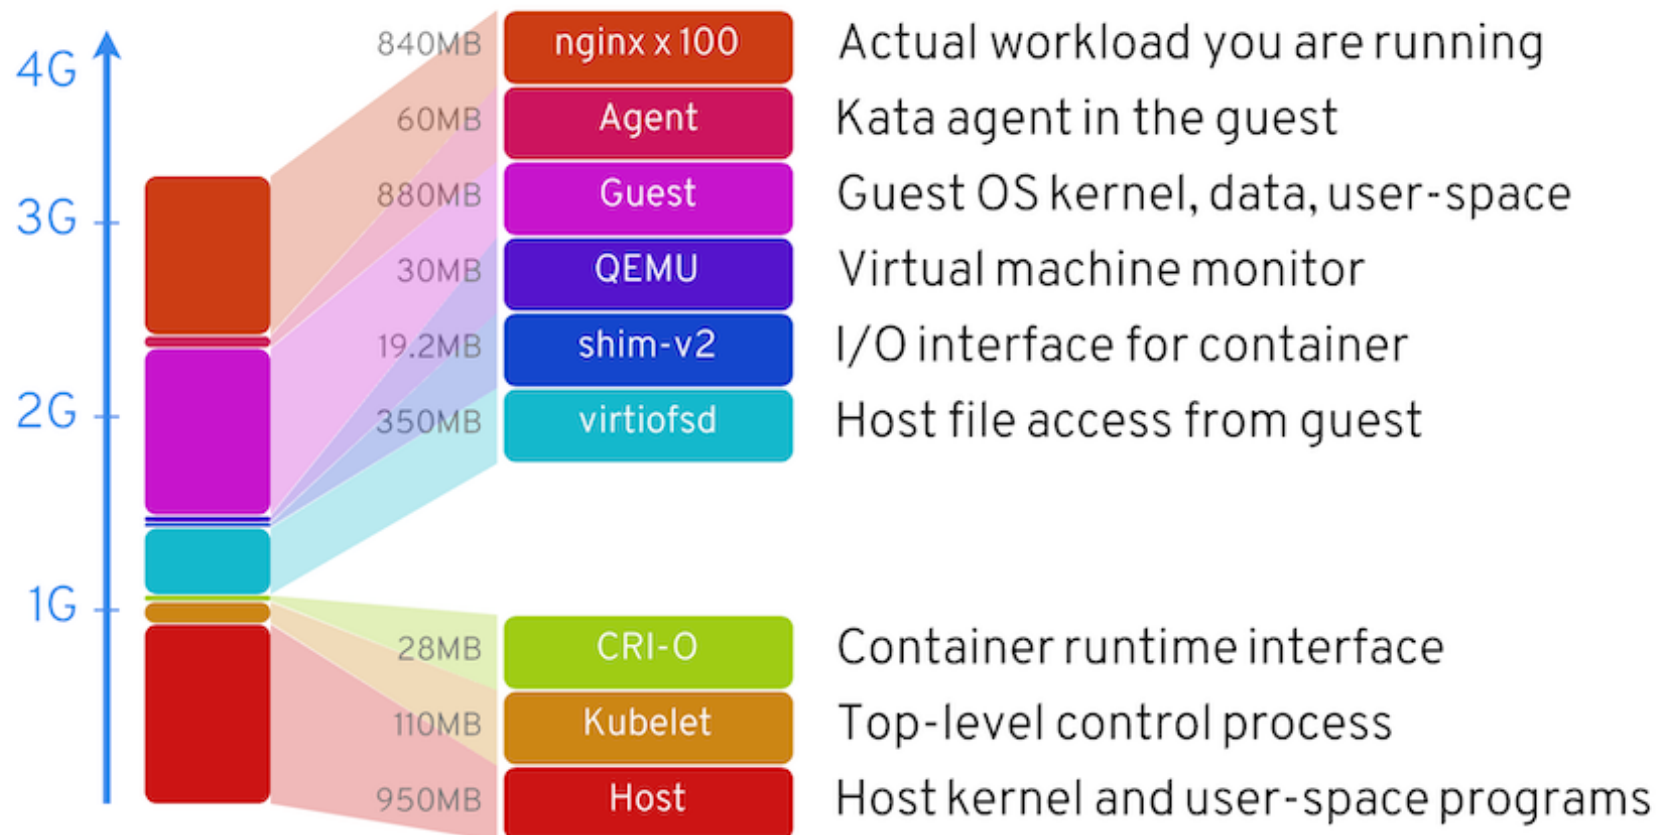 840MB nginx x 100 Actual workload you are running
4G
60MB Agent Kata agent in the guest
880MB Guest Guest OS kernel, data, user-space
3G
30MB QEMU Virtual machine monitor
19.2MB shim-v2 I/O interface for container
2G
350MB virtiofsd Host file access from guest
1G
28MB CRI-O Container runtime interface
110MB Kubelet Top-level control process
950MB Host Host kernel and user-space programs